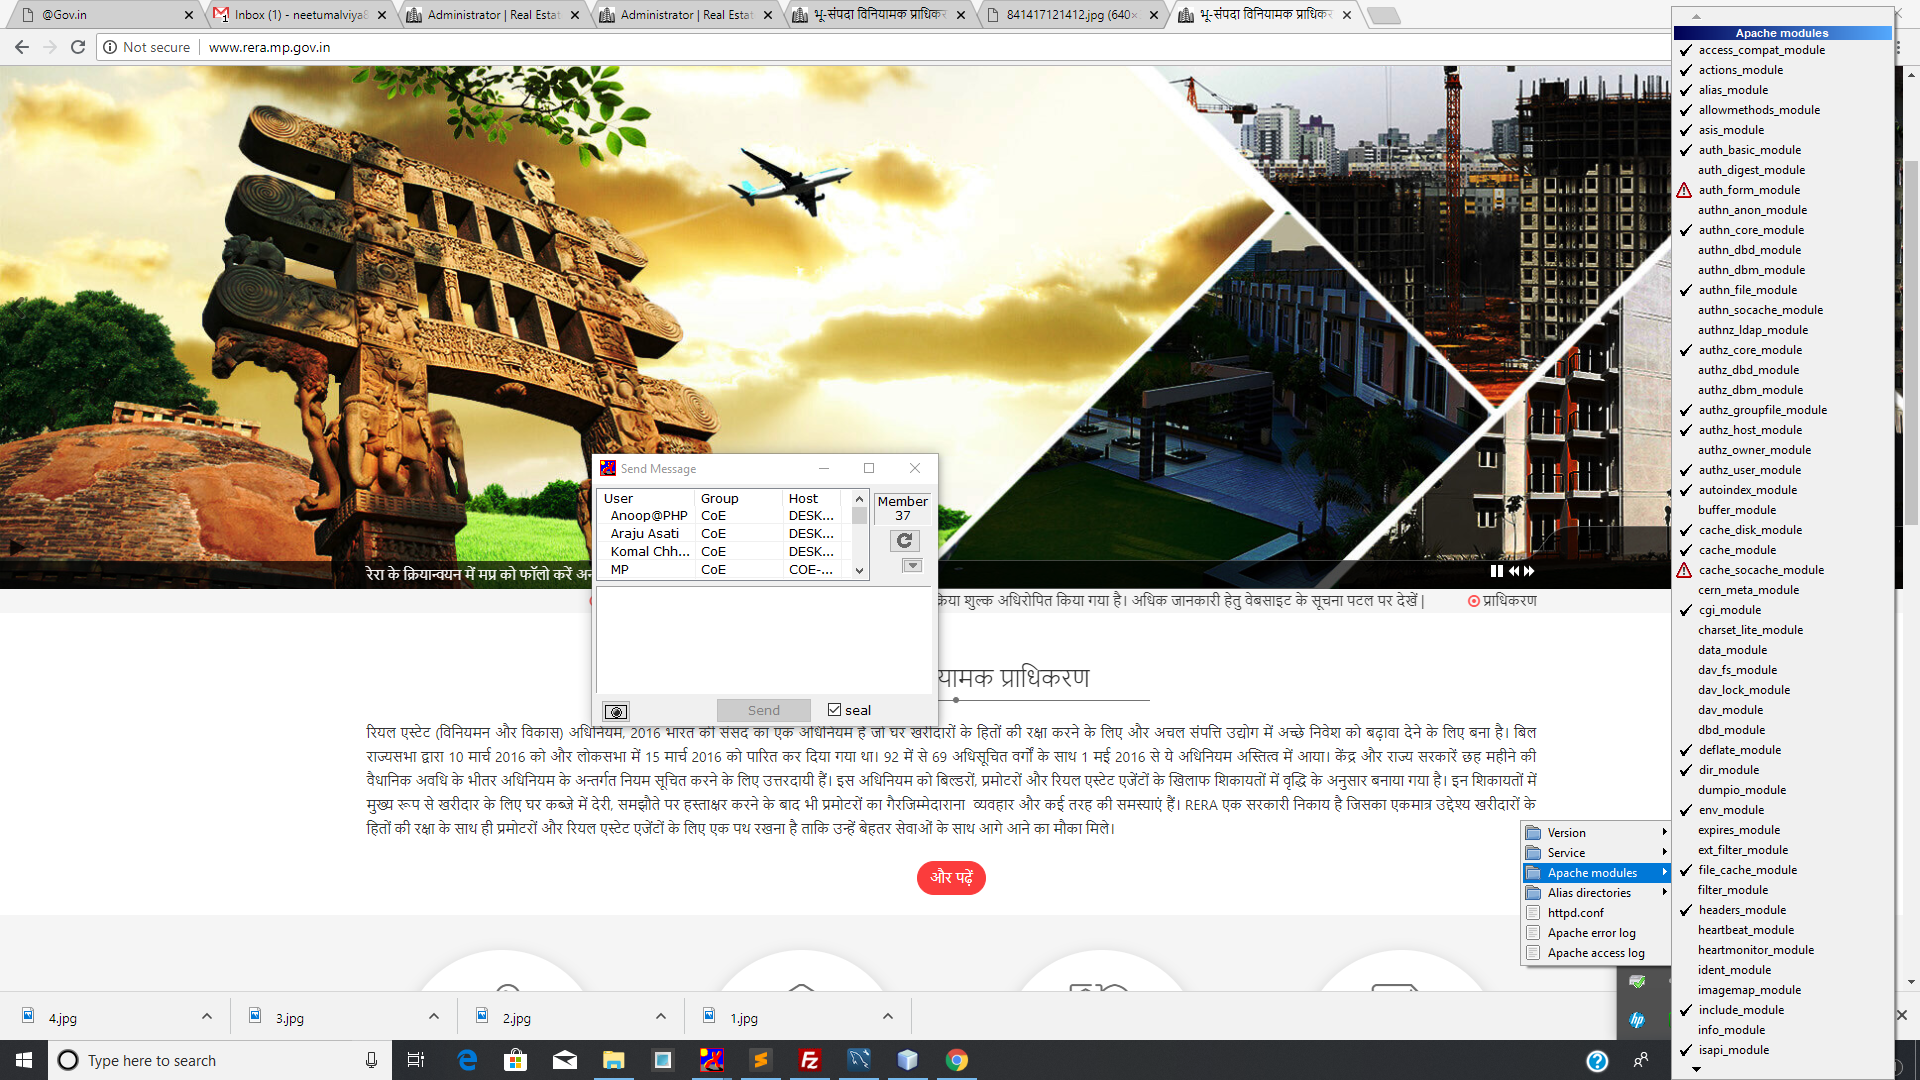 @Gov.in
Inbox (1) - neetumalviya8
Administrator | Real Estat
Administrator | Real Estat
भू-संपदा विनियामक प्राधिकर
841417121412.jpg (640×
भू-संपदा विनियामक प्राधिकर
Not secure
www.rera.mp.gov.in
रेरा के क्रियान्वयन में मप्र को फॉलो करें अन
क्रिया शुल्क अधिरोपित किया गया है। अधिक जानकारी हेतु वेबसाइट के सूचना पटल पर देखें |
प्राधिकरण
Send Message
User Group Host
Anoop@PHP CoE DESK...
Araju Asati CoE DESK...
Komal Chh... CoE DESK...
MP CoE COE-...
Member
37
Send
seal
यामक प्राधिकरण
रियल एस्टेट (विनियमन और विकास) अधिनियम, 2016 भारत की संसद का एक अधिनियम है जो घर खरीदारों के हितों की रक्षा करने के लिए और अचल संपत्ति उद्योग में अच्छे निवेश को बढ़ावा देने के लिए बना है। बिल
राज्यसभा द्वारा 10 मार्च 2016 को और लोकसभा में 15 मार्च 2016 को पारित कर दिया गया था। 92 में से 69 अधिसूचित वर्गों के साथ 1 मई 2016 से ये अधिनियम अस्तित्व में आया। केंद्र और राज्य सरकारें छह महीने की
वैधानिक अवधि के भीतर अधिनियम के अन्तर्गत नियम सूचित करने के लिए उत्तरदायी हैं। इस अधिनियम को बिल्डरों, प्रमोटरों और रियल एस्टेट एजेंटों के खिलाफ शिकायतों में वृद्धि के अनुसार बनाया गया है। इन शिकायतों में
मुख्य रूप से खरीदार के लिए घर कब्जे में देरी, समझौते पर हस्ताक्षर करने के बाद भी प्रमोटरों का गैरजिम्मेदाराना व्यवहार और कई तरह की समस्याएं हैं। RERA एक सरकारी निकाय है जिसका एकमात्र उद्देश्य खरीदारों के
हितों की रक्षा के साथ ही प्रमोटरों और रियल एस्टेट एजेंटों के लिए एक पथ रखना है ताकि उन्हें बेहतर सेवाओं के साथ आगे आने का मौका मिले।
और पढ़ें
Version
Service
Apache modules
Alias directories
httpd.conf
Apache error log
Apache access log
Apache modules
access_compat_module
actions_module
alias_module
allowmethods_module
asis_module
auth_basic_module
auth_digest_module
auth_form_module
authn_anon_module
authn_core_module
authn_dbd_module
authn_dbm_module
authn_file_module
authn_socache_module
authnz_ldap_module
authz_core_module
authz_dbd_module
authz_dbm_module
authz_groupfile_module
authz_host_module
authz_owner_module
authz_user_module
autoindex_module
buffer_module
cache_disk_module
cache_module
cache_socache_module
cern_meta_module
cgi_module
charset_lite_module
data_module
dav_fs_module
dav_lock_module
dav_module
dbd_module
deflate_module
dir_module
dumpio_module
env_module
expires_module
ext_filter_module
file_cache_module
filter_module
headers_module
heartbeat_module
heartmonitor_module
ident_module
imagemap_module
include_module
info_module
isapi_module
4.jpg
3.jpg
2.jpg
1.jpg
Type here to search